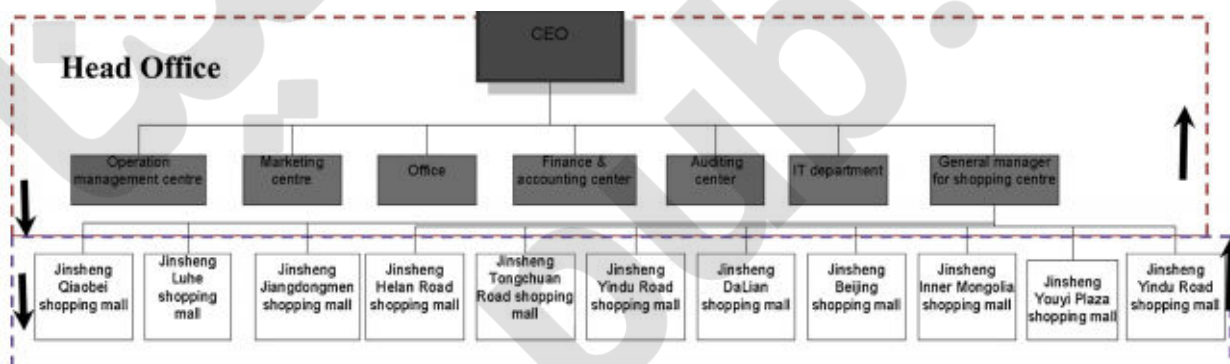 CEO
Head Office
Operation
management centre
Marketing
centre
Office
Finance &
accounting center
Auditing
center
IT department
General manager
for shopping centre
Jinsheng
Qiaobei
shopping mall
Jinsheng
Luhe
shopping
mall
Jinsheng
Jiangdongmen
shopping mall
Jinsheng
Helan Road
shopping mall
Jinsheng
Tongchuan
Road shopping
mall
Jinsheng
Yindu Road
shopping mall
Jinsheng
DaLian
shopping mall
Jinsheng
Beijing
shopping mall
Jinsheng
Inner Mongolia
shopping mall
Jinsheng
Youyi Plaza
shopping mall
Jinsheng
Yindu Road
shopping mall
pub.